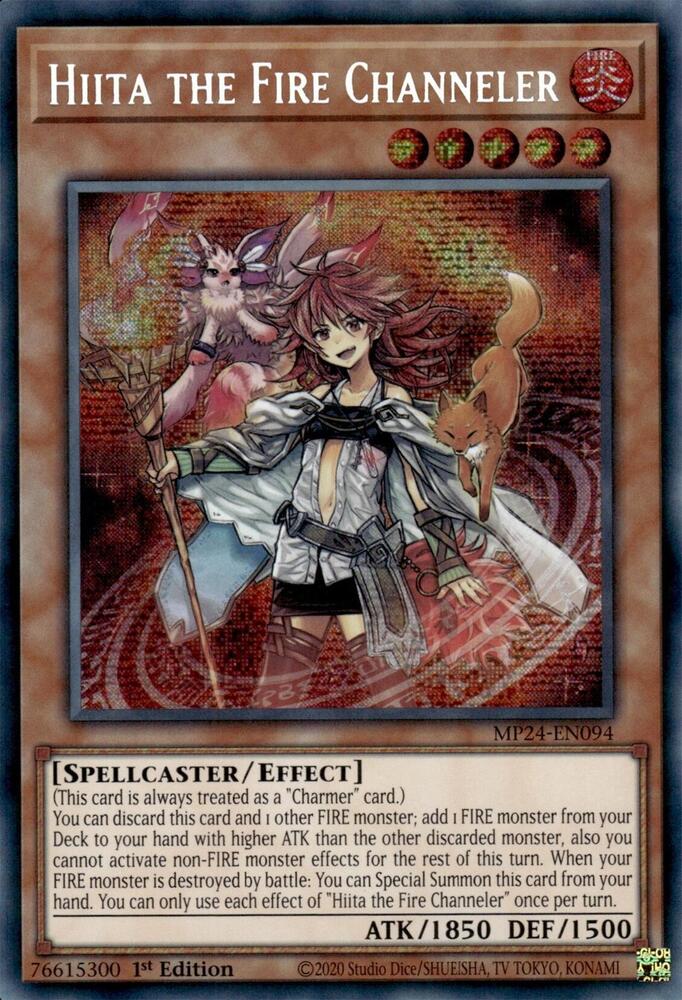 HIITA THE FIRE CHANNELER
FIRE
炎
MP24-EN094
[SPELLCASTER/EFFECT]
(This card is always treated as a "Charmer" card.)
You can discard this card and 1 other FIRE monster; add 1 FIRE monster from your
Deck to your hand with higher ATK than the other discarded monster, also you
cannot activate non-FIRE monster effects for the rest of this turn. When your
FIRE monster is destroyed by battle: You can Special Summon this card from your
hand. You can only use each effect of "Hiita the Fire Channeler" once per turn.
ATK/1850 DEF/1500
76615300 1st Edition ©2020 Studio Dice/SHUEISHA, TV TOKYO, KONAMI